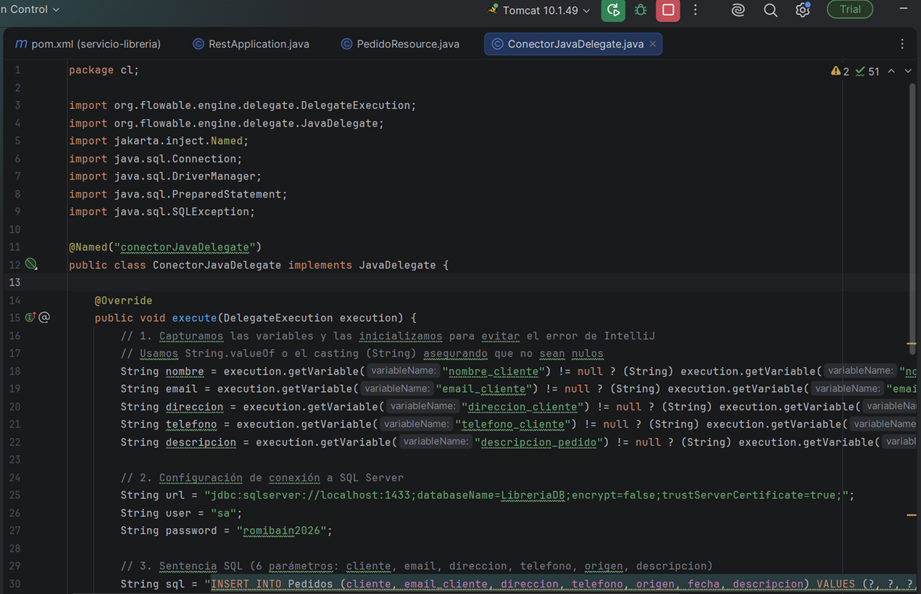 n Control
Tomcat 10.1.49
Trial
m pom.xml (servicio-libreria)
RestApplication.java
PedidoResource.java
ConectorJavaDelegate.java
2 51
1 package cl;
2
3 import org.flowable.engine.delegate.DelegateExecution;
4 import org.flowable.engine.delegate.JavaDelegate;
5 import jakarta.inject.Named;
6 import java.sql.Connection;
7 import java.sql.DriverManager;
8 import java.sql.PreparedStatement;
9 import java.sql.SQLException;
10
11 @Named("conectorJavaDelegate")
12 public class ConectorJavaDelegate implements JavaDelegate {
13
14 @Override
15 public void execute(DelegateExecution execution) {
16 // 1. Capturamos las variables y las inicializamos para evitar el error de IntelliJ
17 // Usamos String.valueOf o el casting (String) asegurando que no sean nulos
18 String nombre = execution.getVariable( variableName: "nombre_cliente") != null ? (String) execution.getVariable( variableName: "no
19 String email = execution.getVariable( variableName: "email_cliente") != null ? (String) execution.getVariable( variableName: "emai
20 String direccion = execution.getVariable( variableName: "direccion_cliente") != null ? (String) execution.getVariable( variableNa
21 String telefono = execution.getVariable( variableName: "telefono_cliente") != null ? (String) execution.getVariable( variableName
22 String descripcion = execution.getVariable( variableName: "descripcion_pedido") != null ? (String) execution.getVariable( variabl
23
24 // 2. Configuración de conexión a SQL Server
25 String url = "jdbc:sqlserver://localhost:1433;databaseName=LibreriaDB;encrypt=false;trustServerCertificate=true;";
26 String user = "sa";
27 String password = "romibain2026";
28
29 // 3. Sentencia SQL (6 parámetros: cliente, email, direccion, telefono, origen, descripcion)
30 String sql = "INSERT INTO Pedidos (cliente, email_cliente, direccion, telefono, origen, fecha, descripcion) VALUES (?, ?, ?,